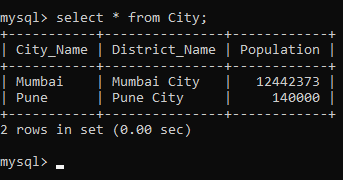 mysql> select * from City;
+-----------+---------------+------------+
| City_Name | District_Name | Population |
+-----------+---------------+------------+
| Mumbai    | Mumbai City   |   12442373 |
| Pune      | Pune City     |     140000 |
+-----------+---------------+------------+
2 rows in set (0.00 sec)
mysql>